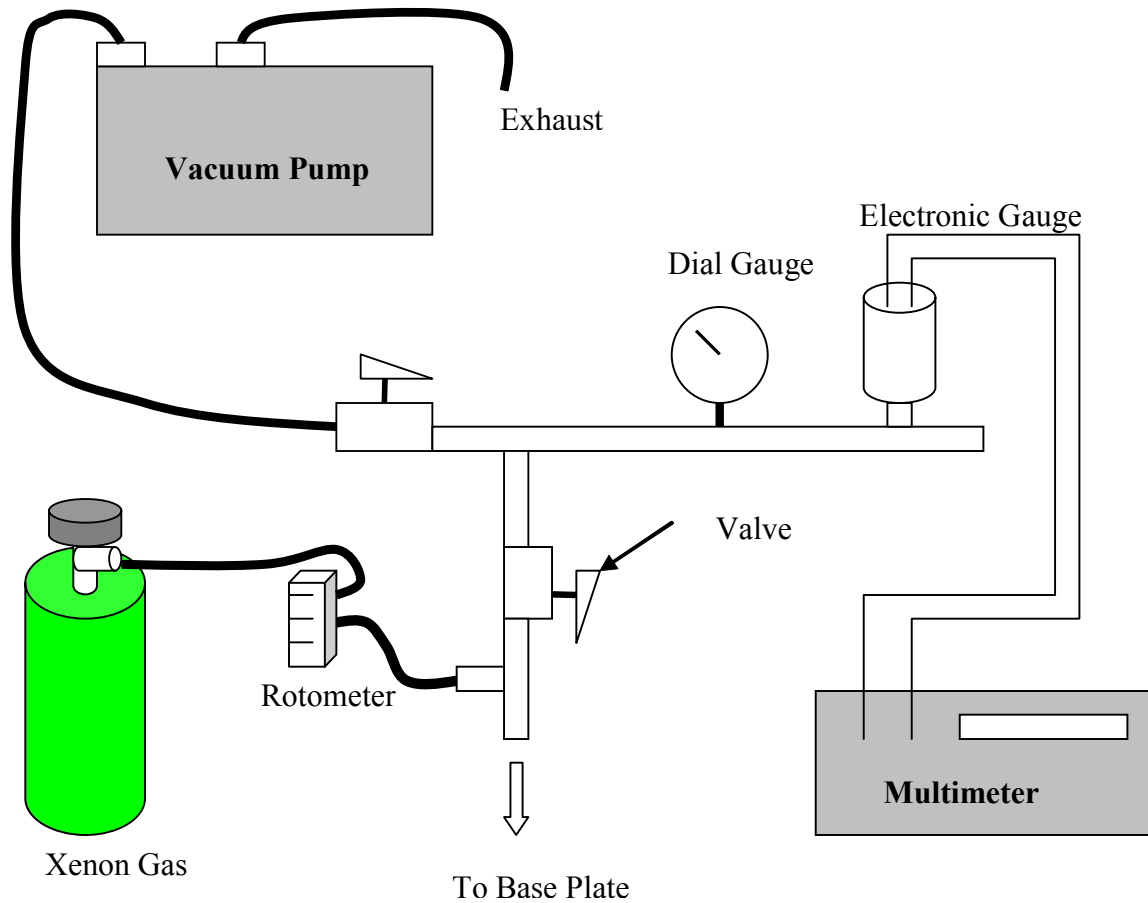 Exhaust
Vacuum Pump
Electronic Gauge
Dial Gauge
Valve
Rotometer
Multimeter
Xenon Gas
To Base Plate